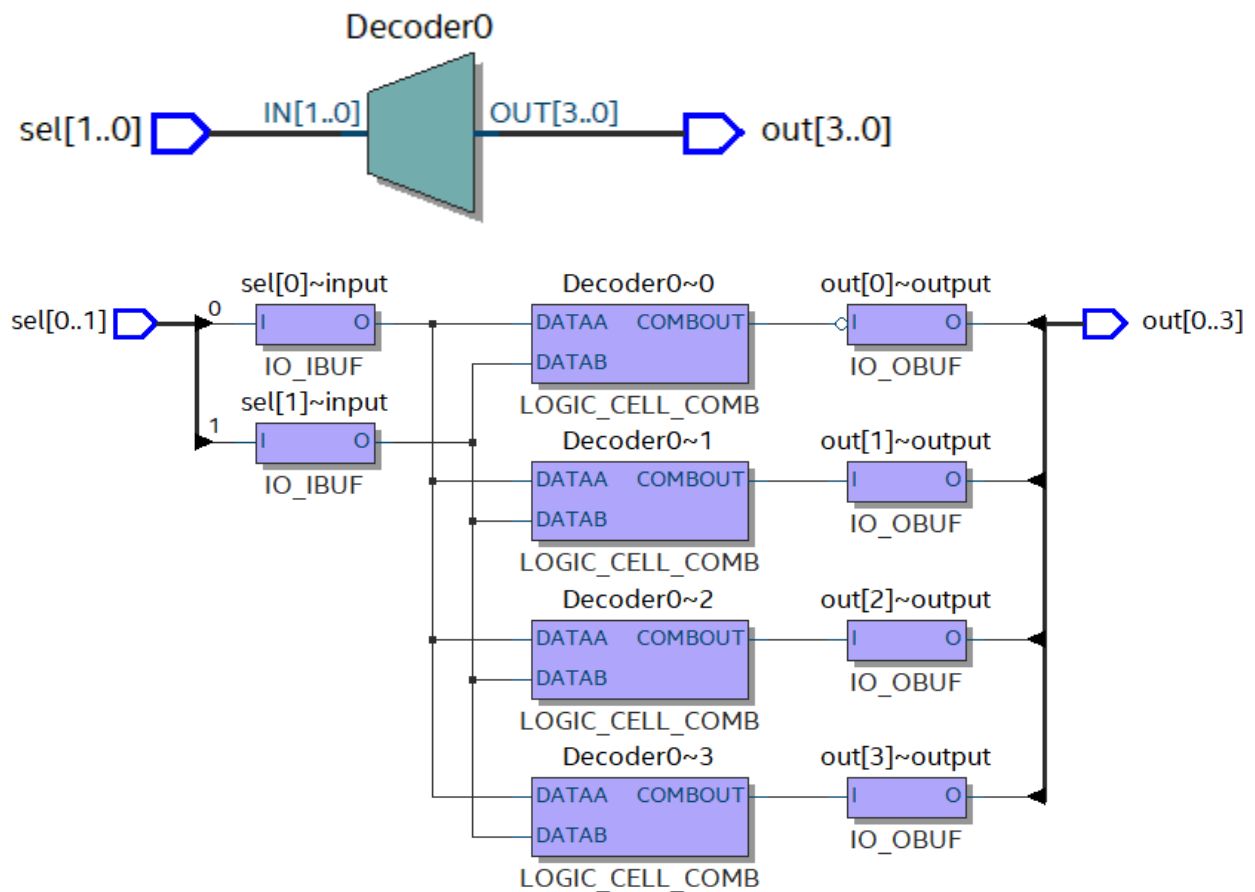 Decoder0
sel[1..0] IN[1..0] OUT[3..0] out[3..0]
sel[0]~input Decoder0~0 out[0]~output
sel[0..1] 0 I O DATAA COMBOUT I O out[0..3]
DATAB
IO_IBUF IO_OBUF
LOGIC_CELL_COMB
sel[1]~input
1 I O
IO_IBUF
Decoder0~1 out[1]~output
DATAA COMBOUT I O
DATAB
IO_OBUF
LOGIC_CELL_COMB
Decoder0~2 out[2]~output
DATAA COMBOUT I O
DATAB
IO_OBUF
LOGIC_CELL_COMB
Decoder0~3 out[3]~output
DATAA COMBOUT I O
DATAB
IO_OBUF
LOGIC_CELL_COMB